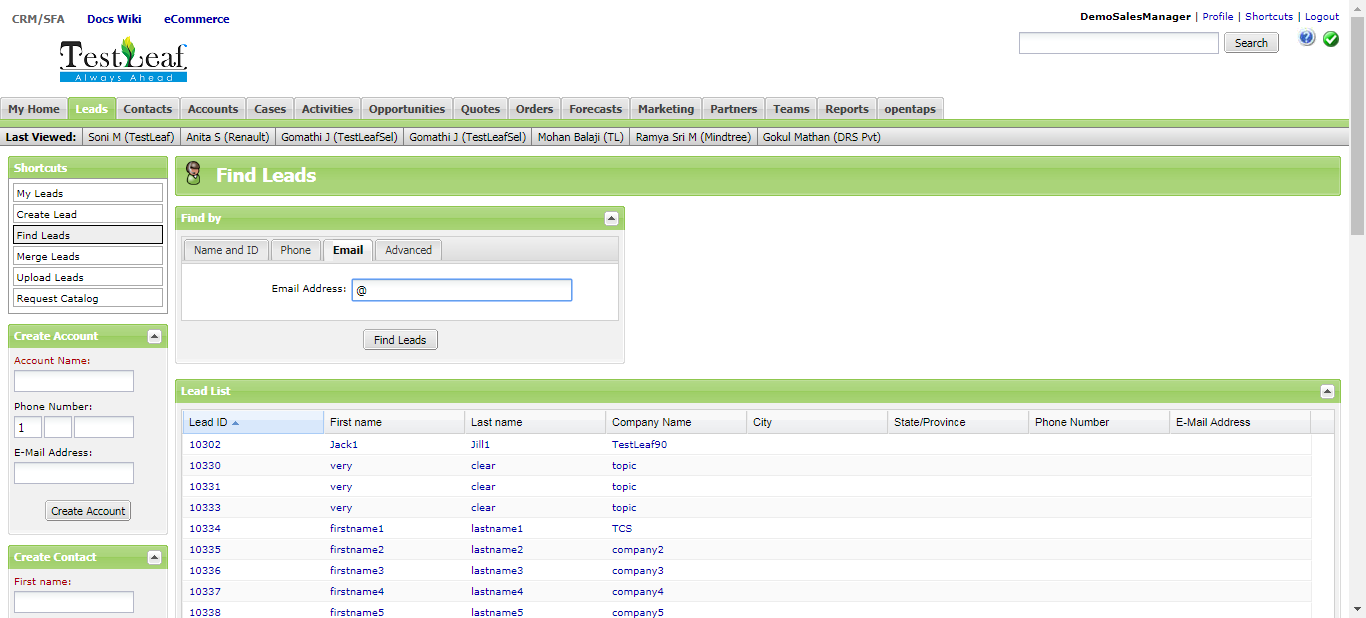 CRM/SFA Docs Wiki eCommerce
DemoSalesManager | Profile | Shortcuts | Logout
Search
TestLeaf
Always Ahead
My Home Leads Contacts Accounts Cases Activities Opportunities Quotes Orders Forecasts Marketing Partners Teams Reports opentaps
Last Viewed: Soni M (TestLeaf) Anita S (Renault) Gomathi J (TestLeafSel) Gomathi J (TestLeafSel) Mohan Balaji (TL) Ramya Sri M (Mindtree) Gokul Mathan (DRS Pvt)
Shortcuts
My Leads
Create Lead
Find Leads
Merge Leads
Upload Leads
Request Catalog
Create Account
Account Name:
Phone Number:
1
E-Mail Address:
Create Account
Create Contact
First name:
Find Leads
Find by
Name and ID Phone Email Advanced
Email Address: @
Find Leads
Lead List
Lead ID First name Last name Company Name City State/Province Phone Number E-Mail Address
10302 Jack1 Jill1 TestLeaf90
10330 very clear topic
10331 very clear topic
10333 very clear topic
10334 firstname1 lastname1 TCS
10335 firstname2 lastname2 company2
10336 firstname3 lastname3 company3
10337 firstname4 lastname4 company4
10338 firstname5 lastname5 company5